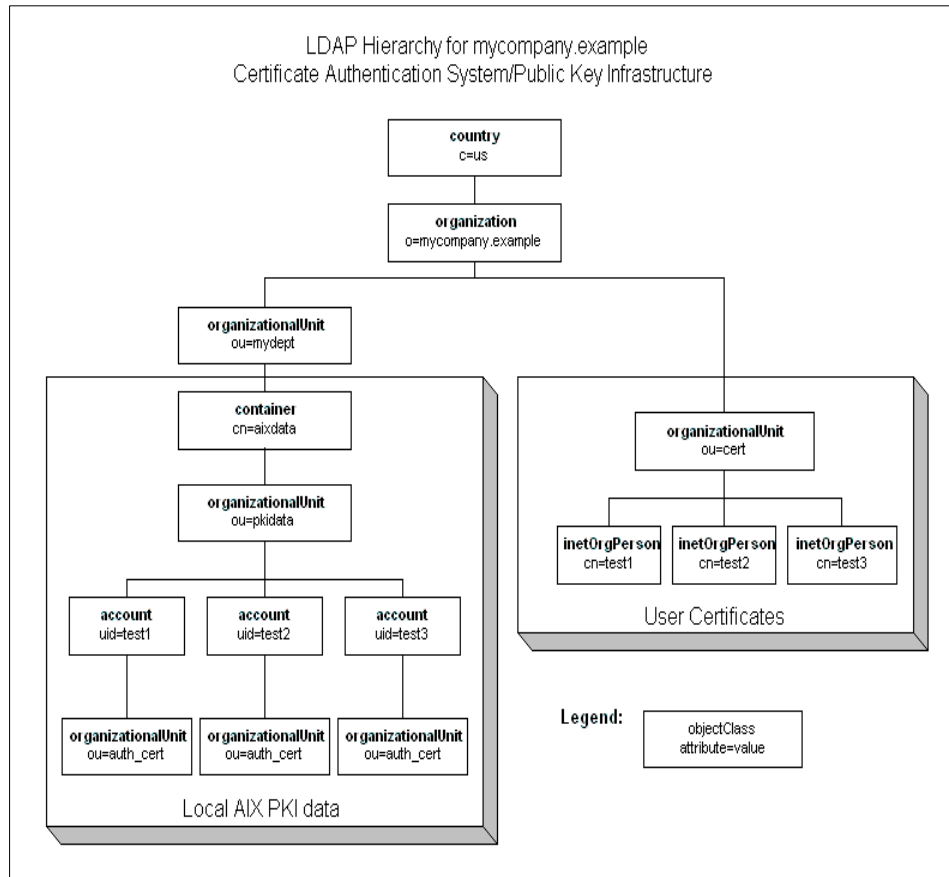 LDAP Hierarchy for mycompany.example
Certificate Authentication System/Public Key Infrastructure
country
c=us
organization
o=mycompany.example
organizationalUnit
ou=mydept
container
cn=aixdata
organizationalUnit
ou=pkidata
account
uid=test1
account
uid=test2
account
uid=test3
organizationalUnit
ou=auth_cert
organizationalUnit
ou=auth_cert
organizationalUnit
ou=auth_cert
Local AIX PKI data
organizationalUnit
ou=cert
inetOrgPerson
cn=test1
inetOrgPerson
cn=test2
inetOrgPerson
cn=test3
User Certificates
Legend:
objectClass
attribute=value